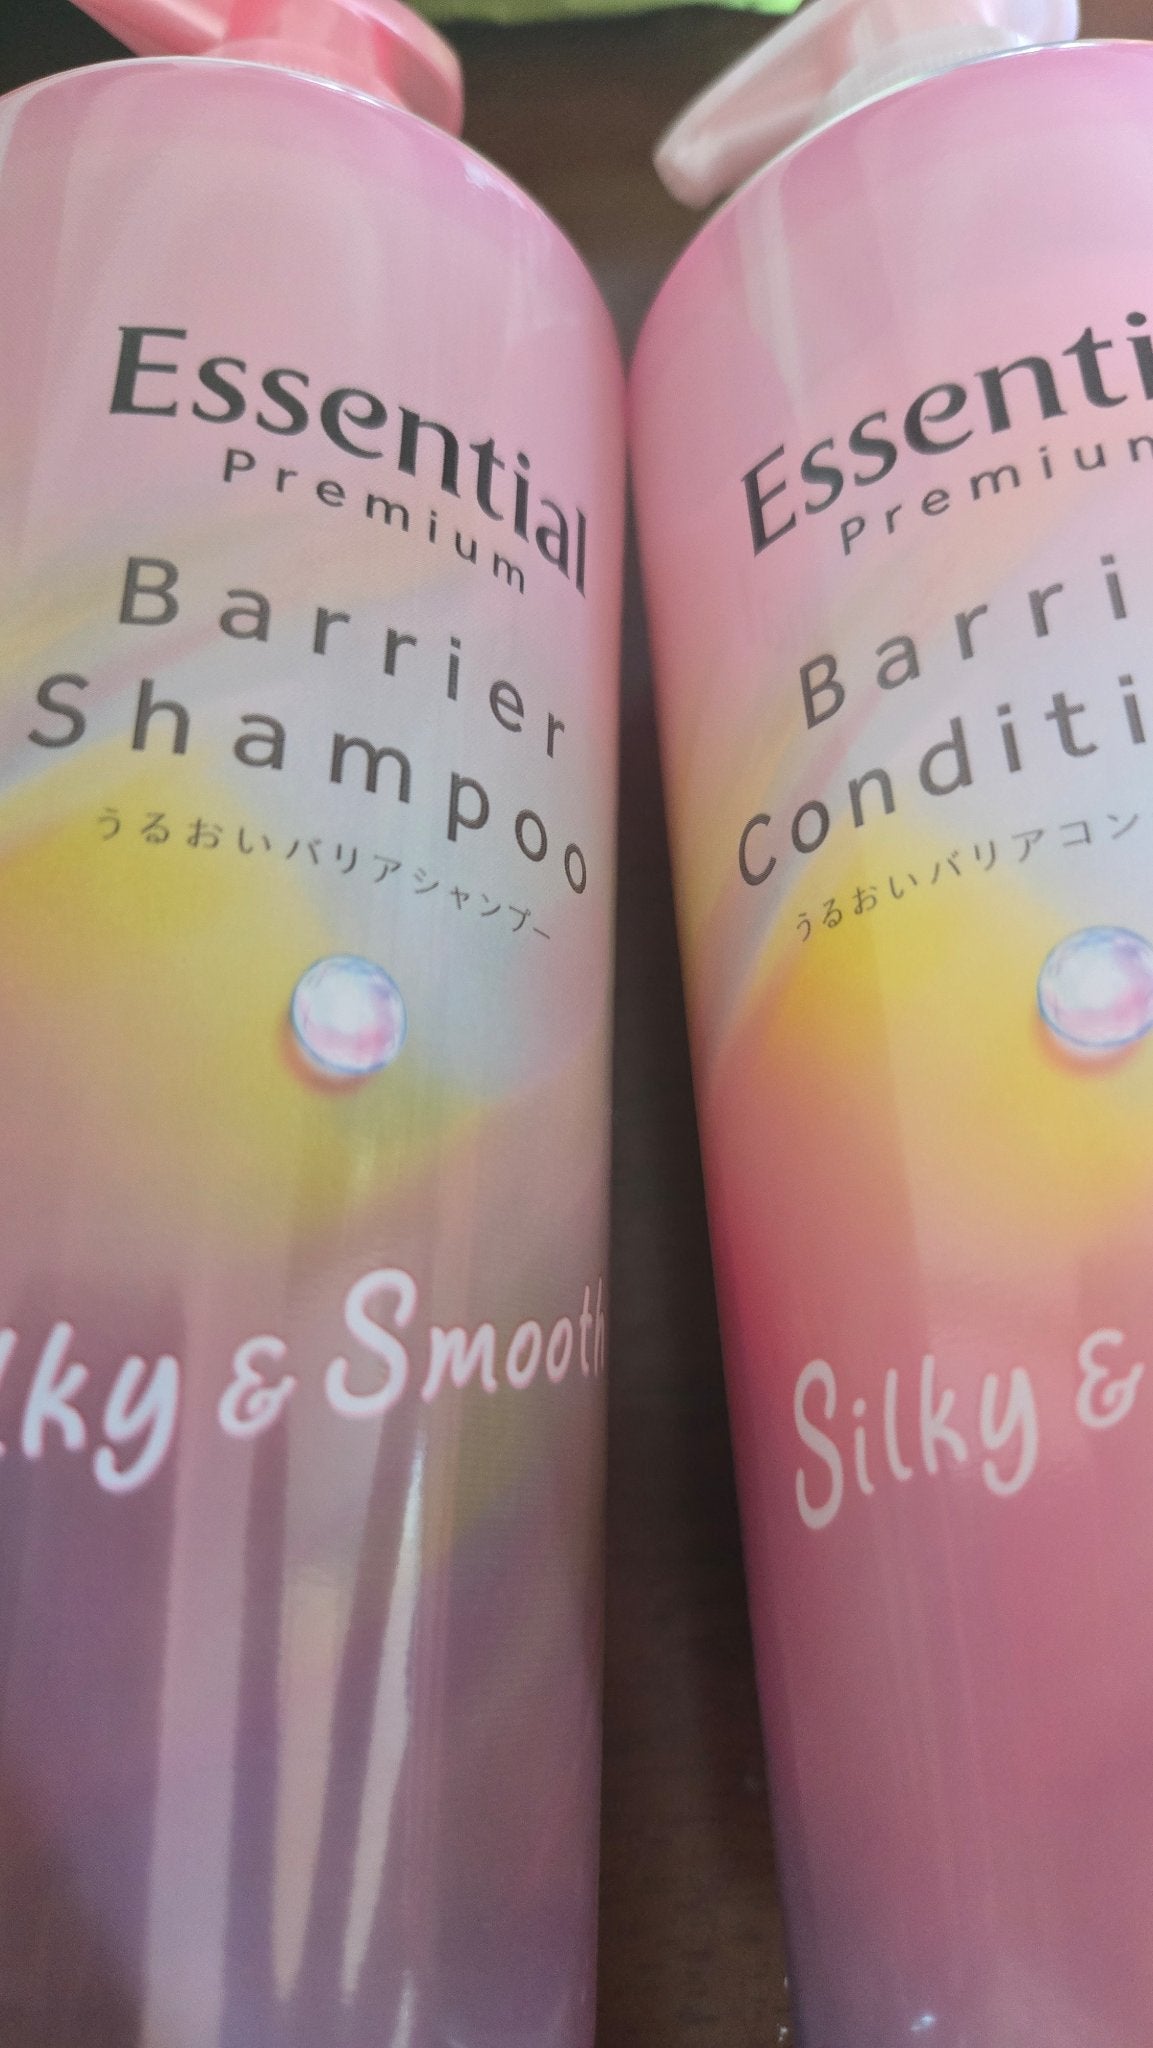 Essential
Premium
Barrier
Shampoo
うるおいバリアシャンプー
lky & Smooth
Essenti
Premium
Barri
Conditi
うるおいバリアコン
Silky &